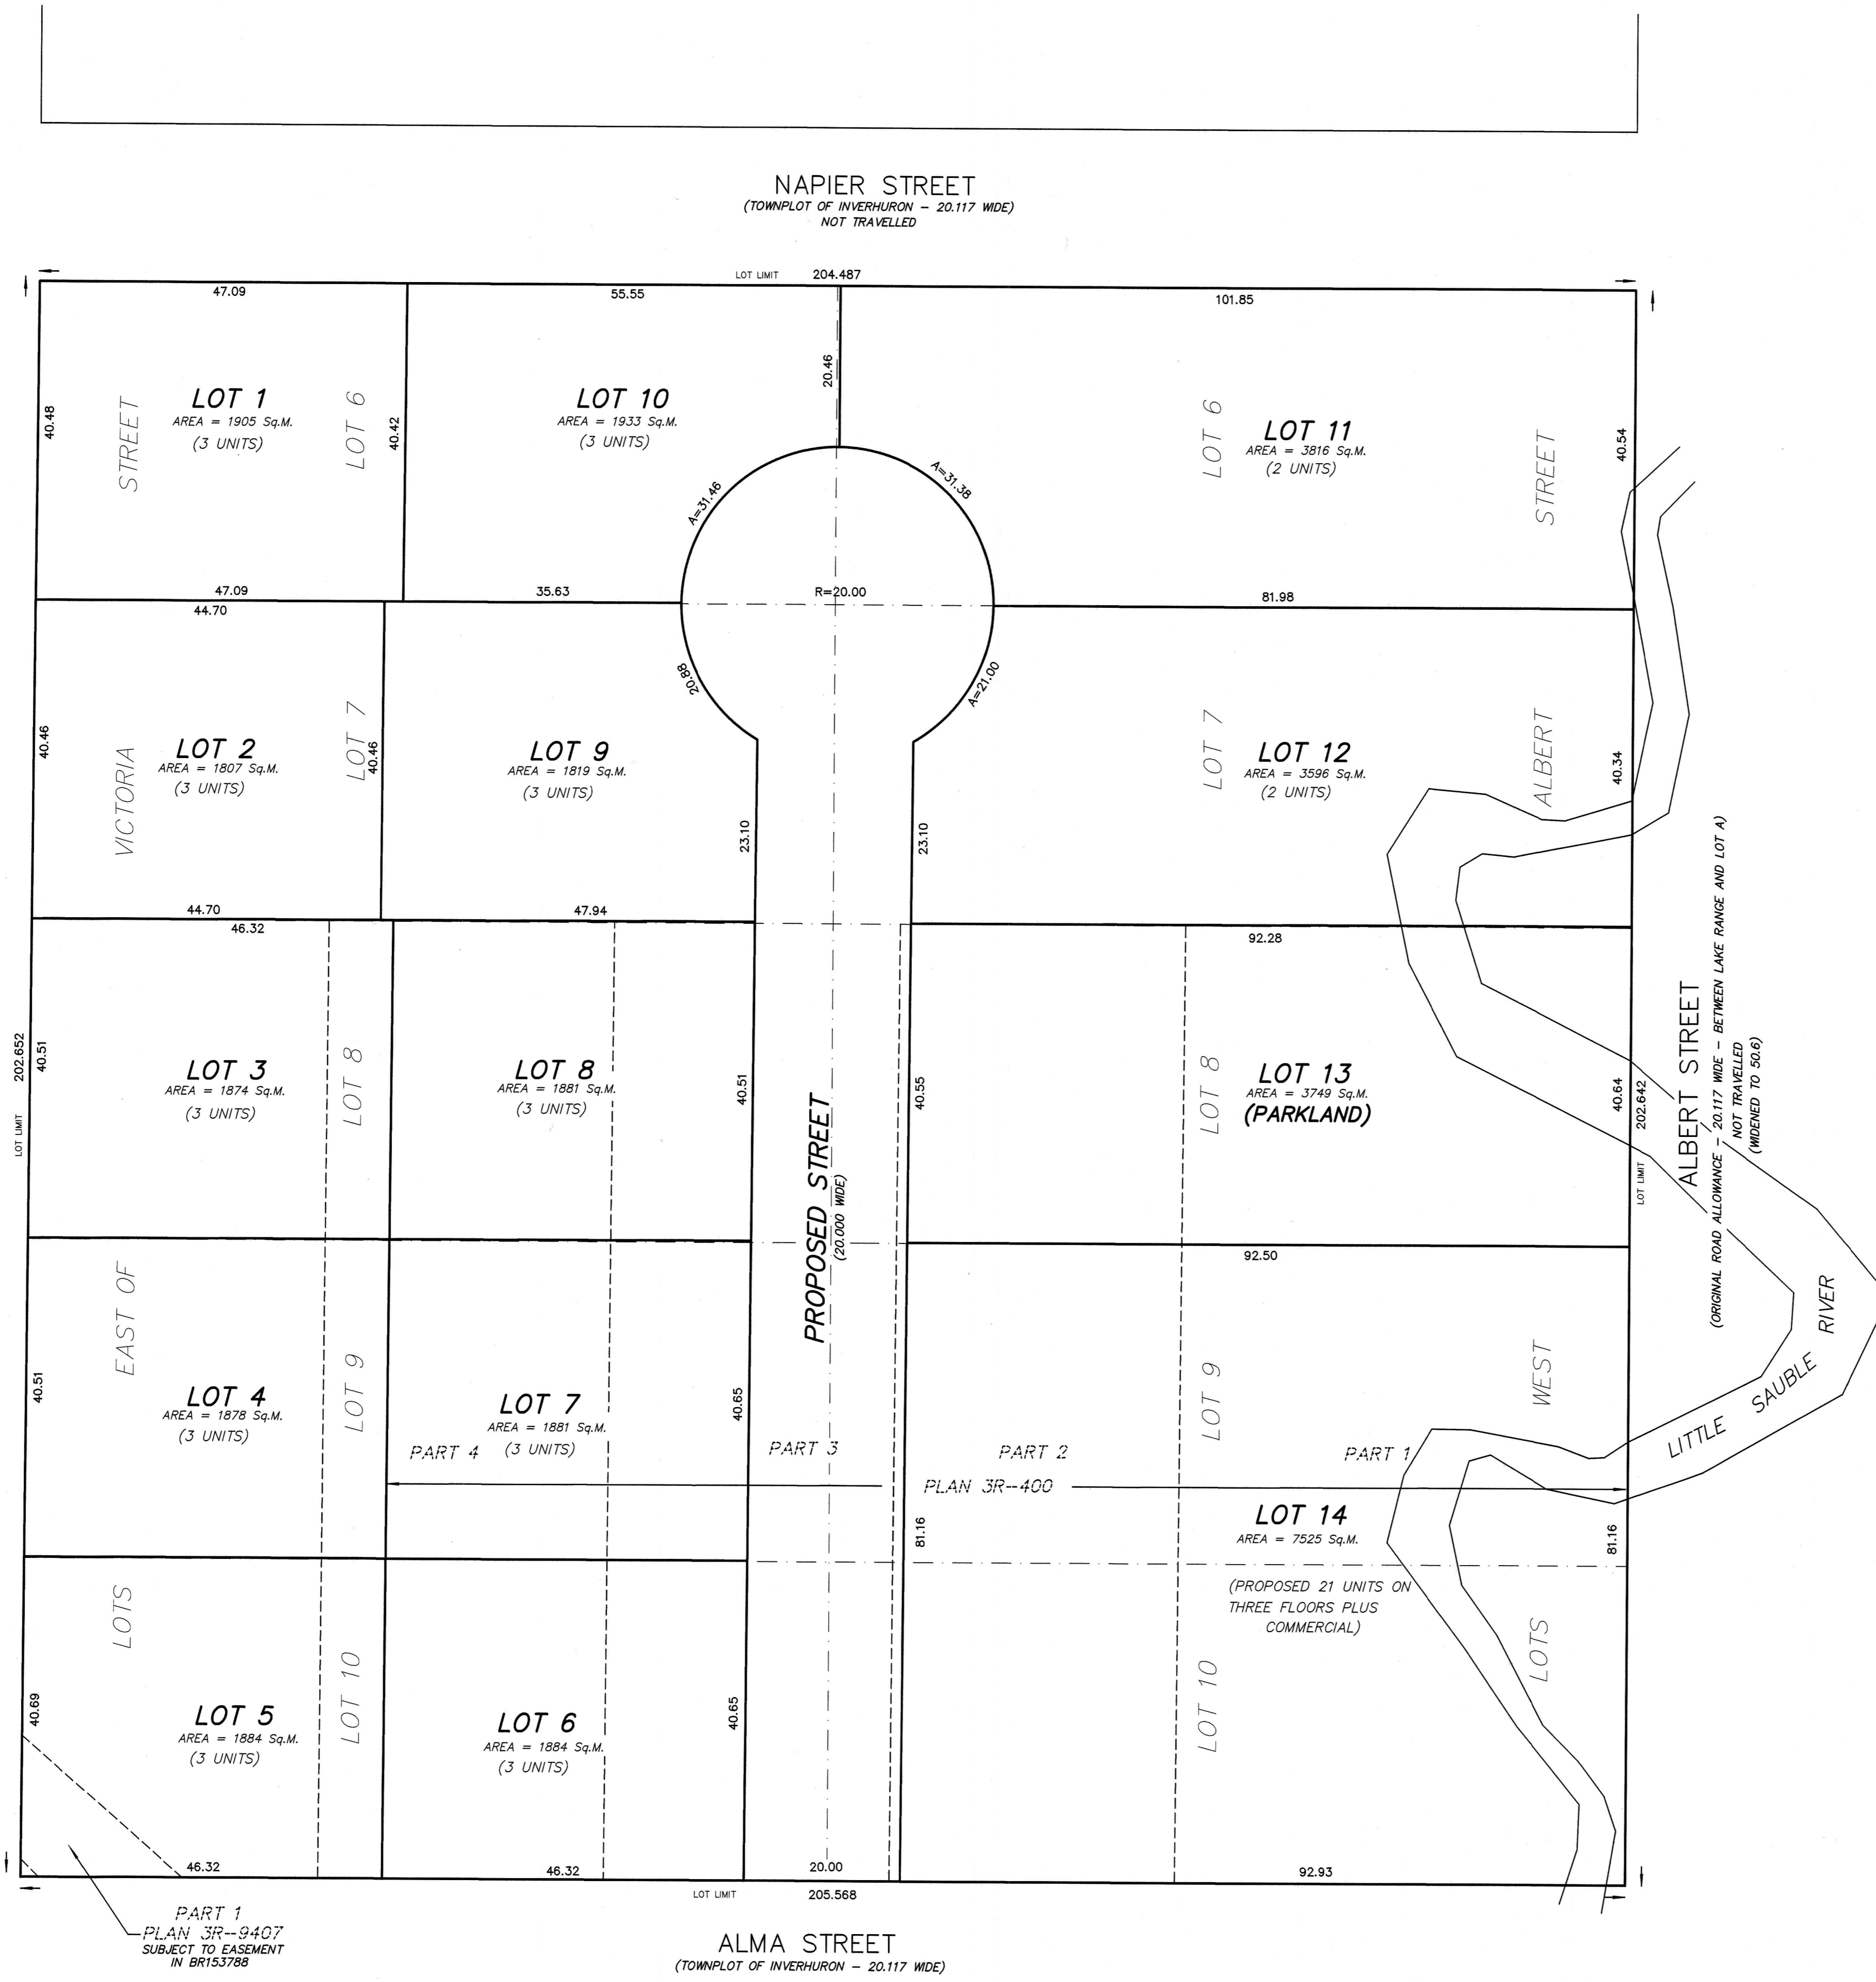 NAPIER STREET
(TOWNPLOT OF INVERHURON - 20.117 WIDE)
NOT TRAVELLED
LOT LIMIT 204.487
47.09
55.55
101.85
40.48
STREET
LOT 1
AREA = 1905 Sq.M.
(3 UNITS)
LOT 6
40.42
LOT 10
AREA = 1933 Sq.M.
(3 UNITS)
20.46
A=31.46
A=31.38
LOT 6
LOT 11
AREA = 3816 Sq.M.
(2 UNITS)
STREET
40.54
47.09
35.63
R=20.00
81.98
44.70
40.46
VICTORIA
LOT 2
AREA = 1807 Sq.M.
(3 UNITS)
LOT 7
40.46
LOT 9
AREA = 1819 Sq.M.
(3 UNITS)
20.88
A=21.00
23.10
23.10
LOT 7
LOT 12
AREA = 3596 Sq.M.
(2 UNITS)
ALBERT
40.34
44.70
47.94
46.32
92.28
LOT LIMIT 202.652
40.51
LOT 3
AREA = 1874 Sq.M.
(3 UNITS)
LOT 8
LOT 8
AREA = 1881 Sq.M.
(3 UNITS)
40.51
PROPOSED STREET
(20.000 WIDE)
40.55
LOT 8
LOT 13
AREA = 3749 Sq.M.
(PARKLAND)
40.64
LOT LIMIT 202.642
ALBERT STREET
(ORIGINAL ROAD ALLOWANCE - 20.117 WIDE - BETWEEN LAKE RANGE AND LOT A)
NOT TRAVELLED
(WIDENED TO 50.6)
92.50
40.51
EAST OF
LOT 4
AREA = 1878 Sq.M.
(3 UNITS)
LOT 9
LOT 7
AREA = 1881 Sq.M.
(3 UNITS)
40.65
PART 4
PART 3
PART 2
PART 1
PLAN 3R-400
LOT 9
WEST
LITTLE SAUBLE RIVER
LOT 14
AREA = 7525 Sq.M.
81.16
81.16
(PROPOSED 21 UNITS ON
THREE FLOORS PLUS
COMMERCIAL)
40.69
LOTS
LOT 5
AREA = 1884 Sq.M.
(3 UNITS)
LOT 10
LOT 6
AREA = 1884 Sq.M.
(3 UNITS)
40.65
LOT 10
LOTS
46.32
46.32
20.00
92.93
LOT LIMIT 205.568
PART 1
PLAN 3R-9407
SUBJECT TO EASEMENT
IN BR153788
ALMA STREET
(TOWNPLOT OF INVERHURON - 20.117 WIDE)